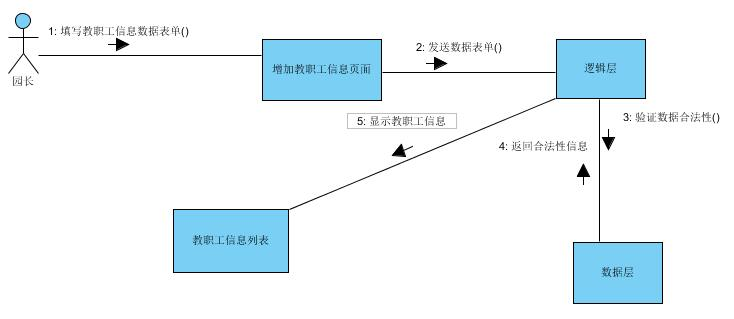 1: 填写教职工信息数据表单()
园长
增加教职工信息页面
2: 发送数据表单()
逻辑层
5: 显示教职工信息
3: 验证数据合法性()
4: 返回合法性信息
教职工信息列表
数据层